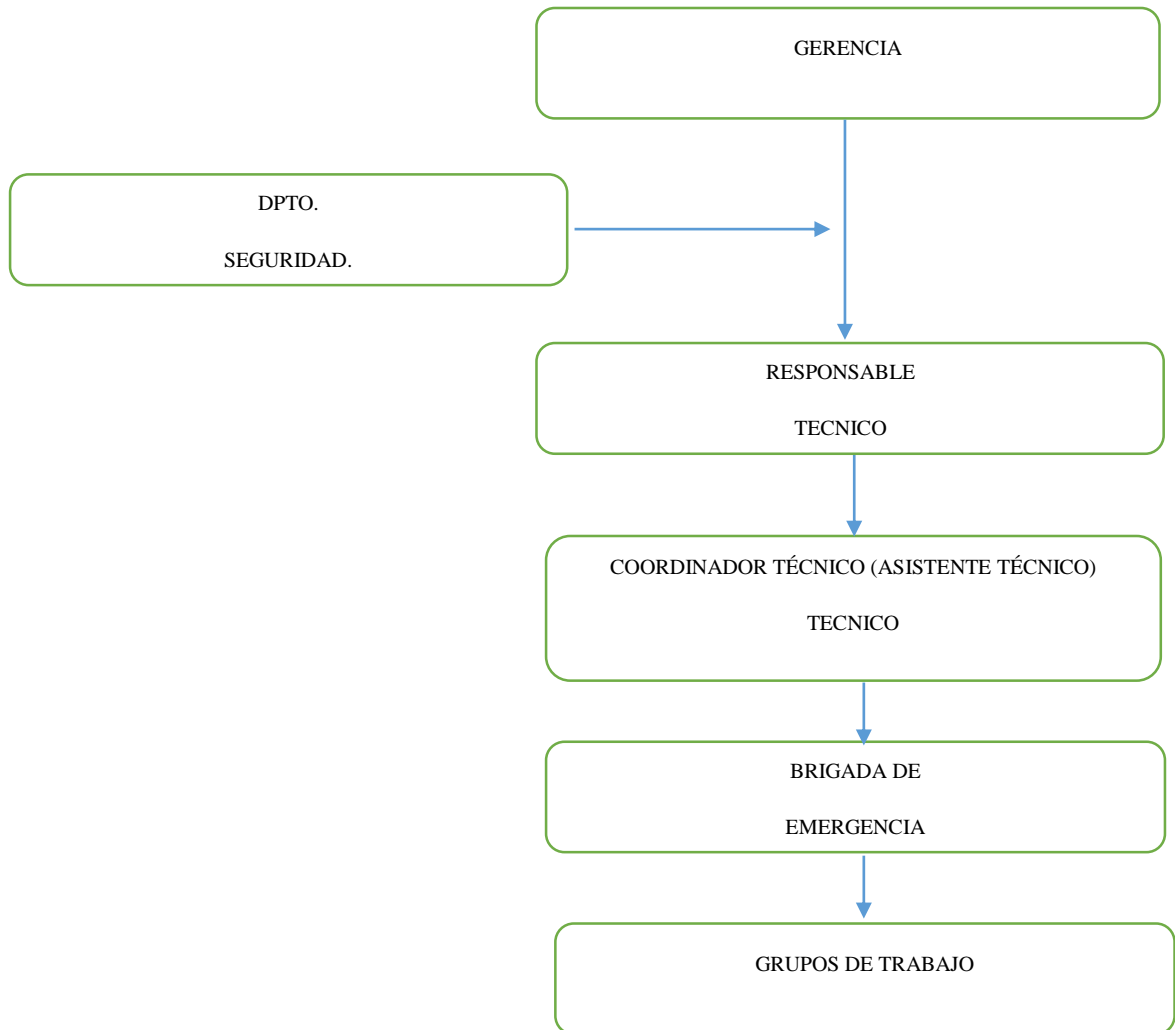 GERENCIA
DPTO.
SEGURIDAD.
RESPONSABLE
TECNICO
COORDINADOR TÉCNICO (ASISTENTE TÉCNICO)
TECNICO
BRIGADA DE
EMERGENCIA
GRUPOS DE TRABAJO